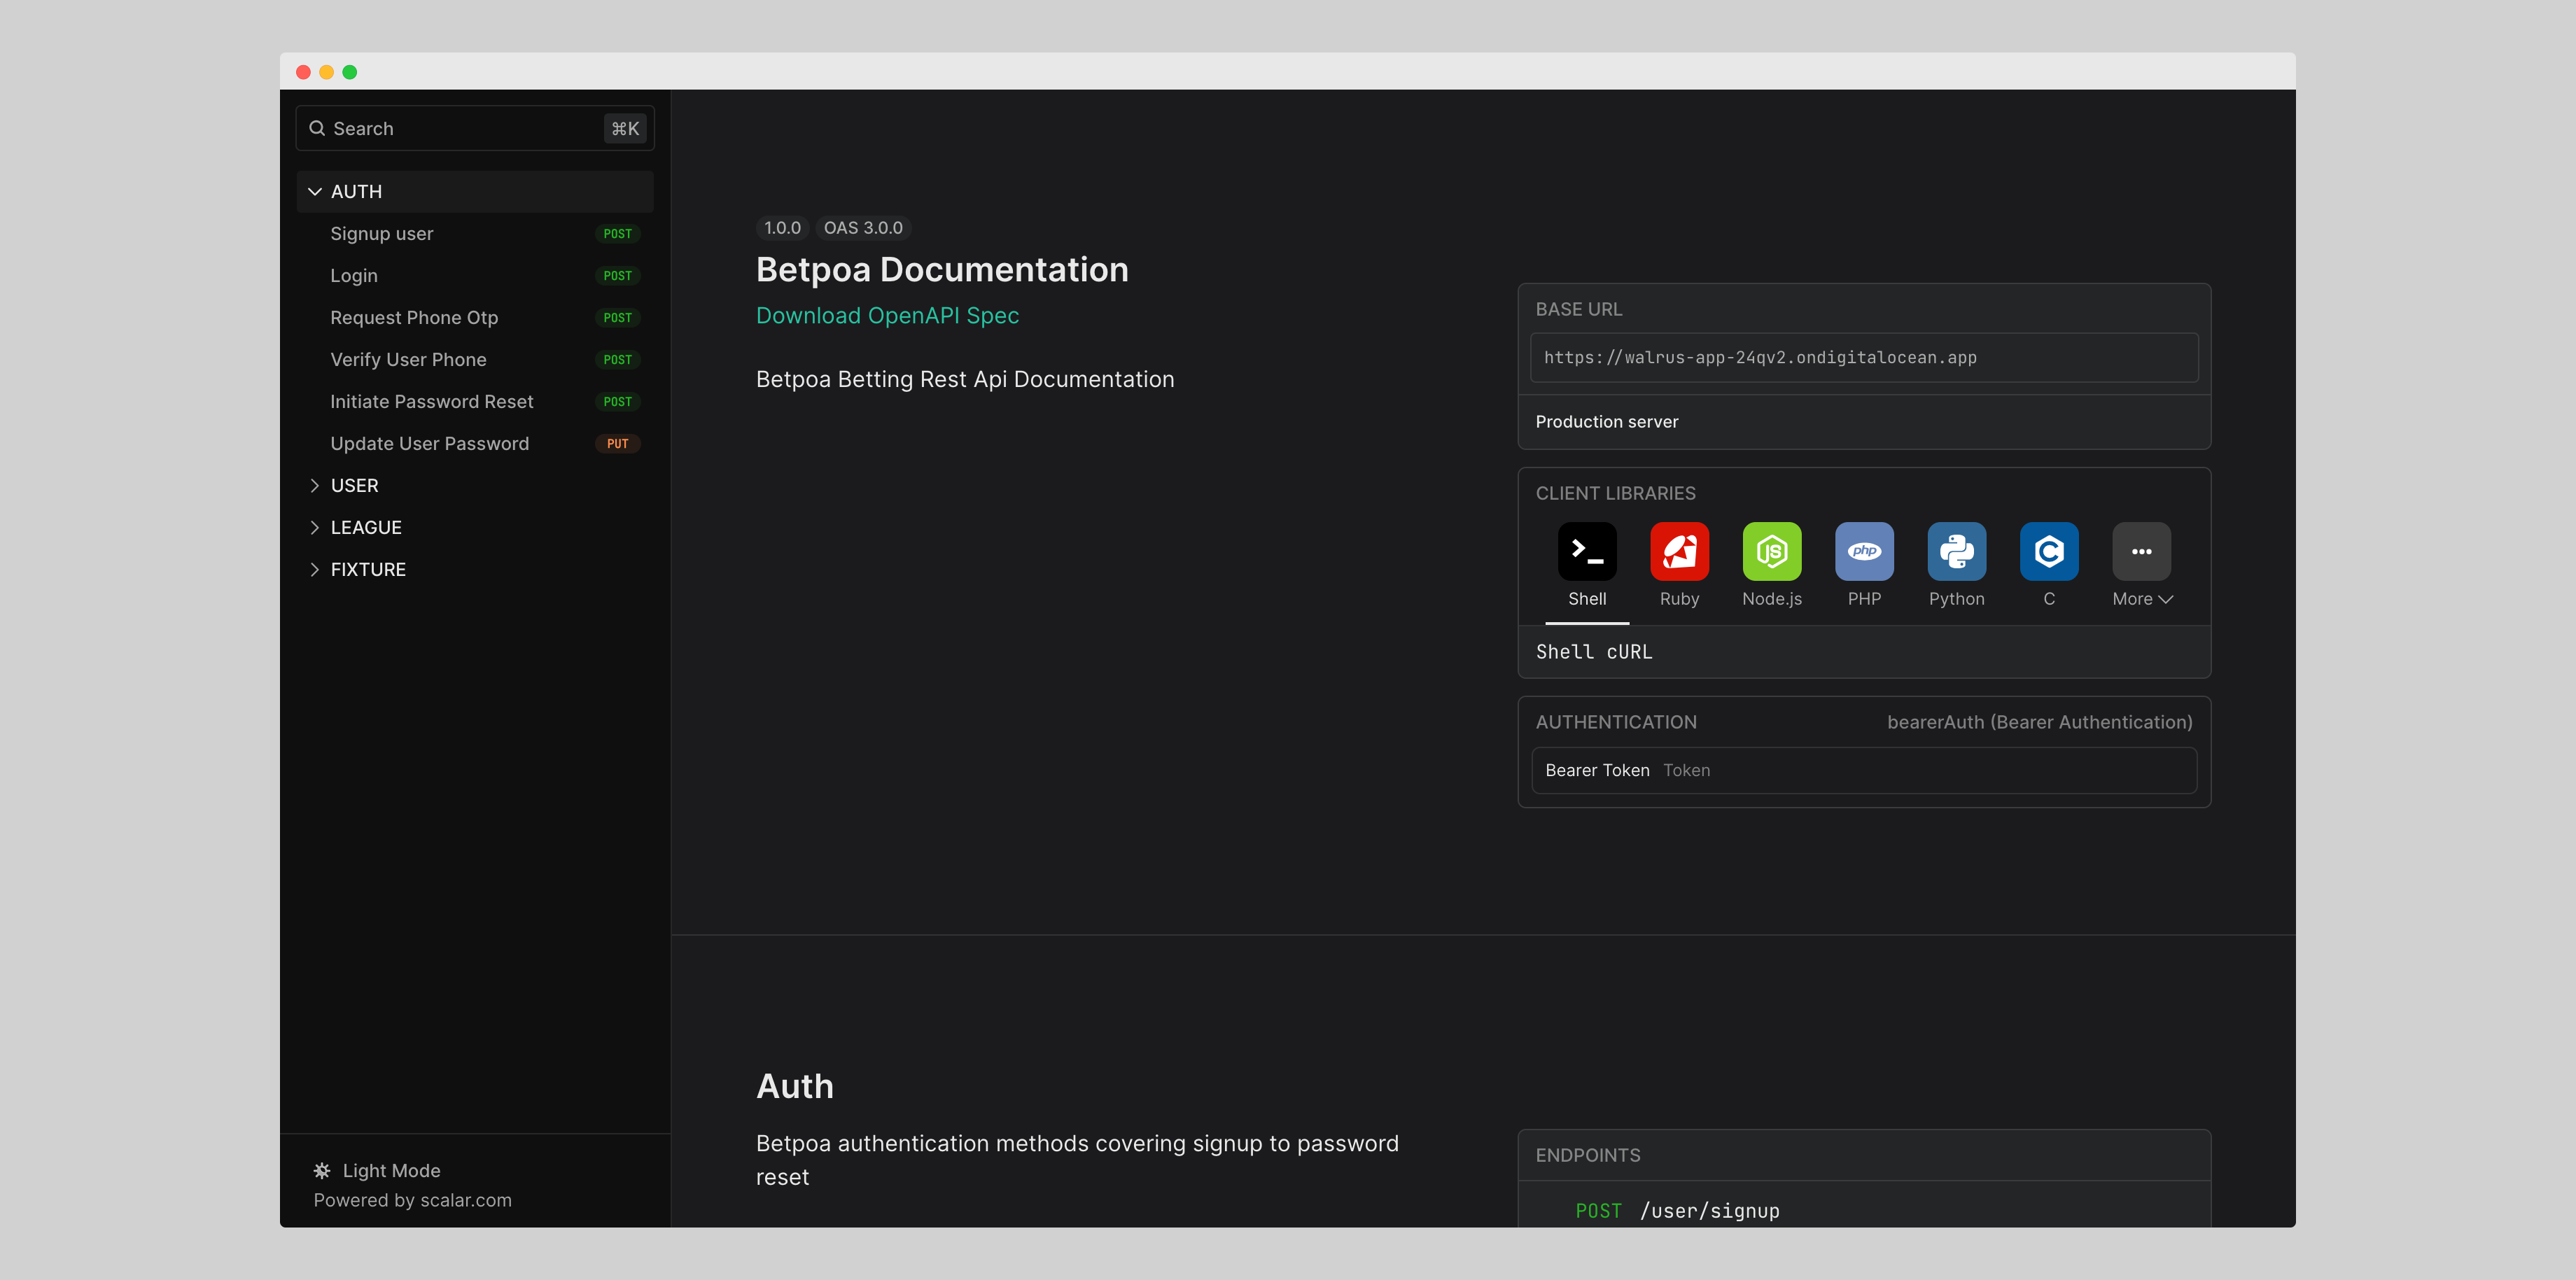 Search
⌘K
AUTH
Signup user POST
Login POST
Request Phone Otp POST
Verify User Phone POST
Initiate Password Reset POST
Update User Password PUT
USER
LEAGUE
FIXTURE
Light Mode
Powered by scalar.com
1.0.0 OAS 3.0.0
Betpoa Documentation
Download OpenAPI Spec
Betpoa Betting Rest Api Documentation
BASE URL
https://walrus-app-24qv2.ondigitalocean.app
Production server
CLIENT LIBRARIES
JS php
Shell Ruby Node.js PHP Python C More
Shell cURL
AUTHENTICATION bearerAuth (Bearer Authentication)
Bearer Token Token
Auth
Betpoa authentication methods covering signup to password
reset
ENDPOINTS
POST /user/signup